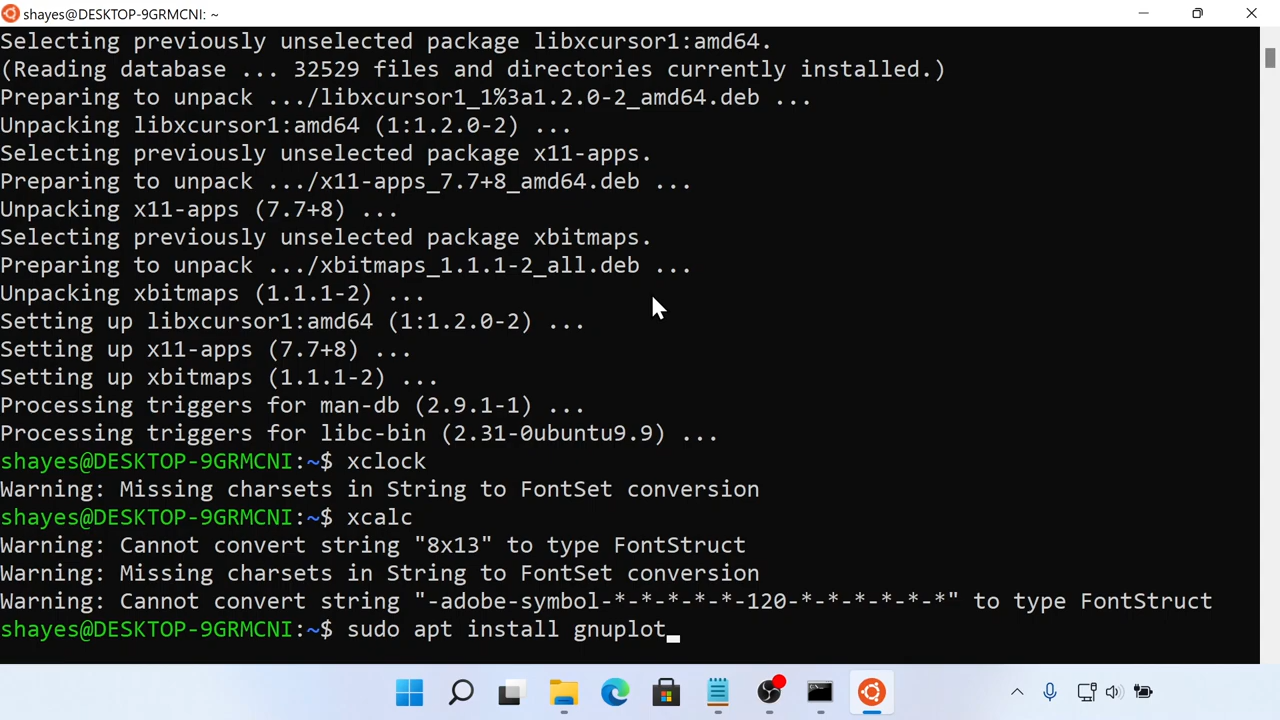 shayes@DESKTOP-9GRMCNI: ~
Selecting previously unselected package libxcursor1:amd64.
(Reading database ... 32529 files and directories currently installed.)
Preparing to unpack .../libxcursor1_1%3a1.2.0-2_amd64.deb ...
Unpacking libxcursor1:amd64 (1:1.2.0-2) ...
Selecting previously unselected package x11-apps.
Preparing to unpack .../x11-apps_7.7+8_amd64.deb ...
Unpacking x11-apps (7.7+8) ...
Selecting previously unselected package xbitmaps.
Preparing to unpack .../xbitmaps_1.1.1-2_all.deb ...
Unpacking xbitmaps (1.1.1-2) ...
Setting up libxcursor1:amd64 (1:1.2.0-2) ...
Setting up x11-apps (7.7+8) ...
Setting up xbitmaps (1.1.1-2) ...
Processing triggers for man-db (2.9.1-1) ...
Processing triggers for libc-bin (2.31-0ubuntu9.9) ...
shayes@DESKTOP-9GRMCNI:~$ xclock
Warning: Missing charsets in String to FontSet conversion
shayes@DESKTOP-9GRMCNI:~$ xcalc
Warning: Cannot convert string "8x13" to type FontStruct
Warning: Missing charsets in String to FontSet conversion
Warning: Cannot convert string "-adobe-symbol-*-*-*-*-*-120-*-*-*-*-*-*" to type FontStruct
shayes@DESKTOP-9GRMCNI:~$ sudo apt install gnuplot